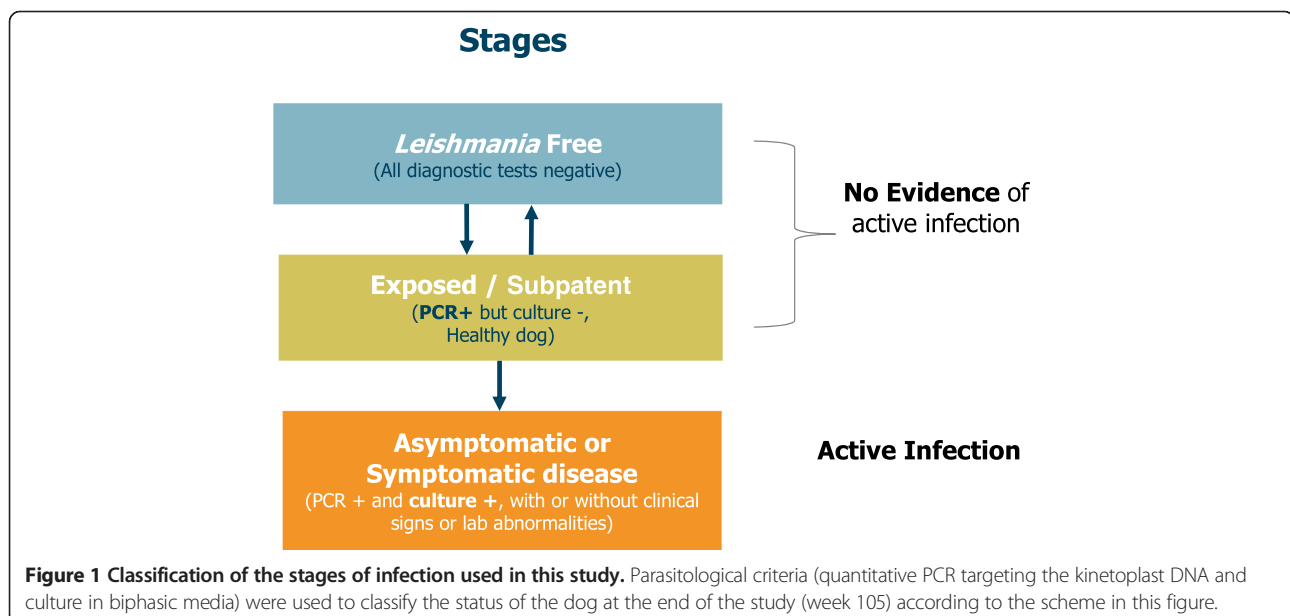 Stages
Leishmania Free
(All diagnostic tests negative)
No Evidence of
active infection
Exposed / Subpatent
(PCR+ but culture -,
Healthy dog)
Asymptomatic or
Symptomatic disease
(PCR + and culture +, with or without clinical
signs or lab abnormalities)
Active Infection
Figure 1 Classification of the stages of infection used in this study. Parasitological criteria (quantitative PCR targeting the kinetoplast DNA and
culture in biphasic media) were used to classify the status of the dog at the end of the study (week 105) according to the scheme in this figure.